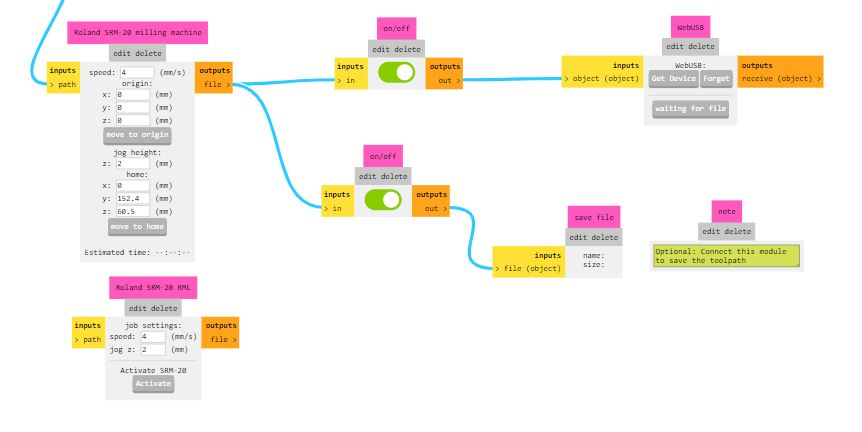 Roland SRM-20 milling machine
edit delete
inputs
> path
speed: 4 (mm/s)
origin:
x: 0 (mm)
y: 0 (mm)
z: 0 (mm)
move to origin
jog height:
z: 2 (mm)
home:
x: 0 (mm)
y: 152.4 (mm)
z: 60.5 (mm)
move to home
Estimated time: --:--:--
outputs
file >
on/off
edit delete
inputs
> in
outputs
out >
WebUSB
edit delete
inputs
> object (object)
WebUSB:
Get Device Forget
waiting for file
outputs
receive (object) >
on/off
edit delete
inputs
> in
outputs
out >
save file
edit delete
inputs
> file (object)
name:
size:
note
edit delete
Optional: Connect this module
to save the toolpath
Roland SRM-20 RML
edit delete
inputs
> path
job settings:
speed: 4 (mm/s)
jog z: 2 (mm)
Activate SRM-20
Activate
outputs
file >